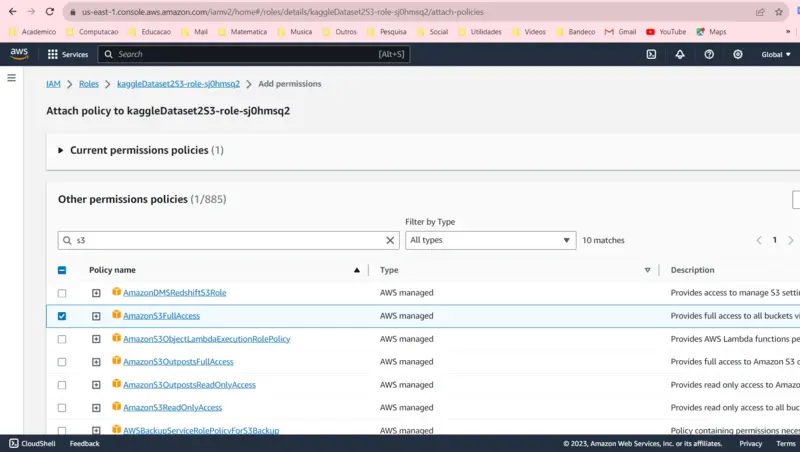 us-east-1.console.aws.amazon.com/iamv2/home#/roles/details/kaggleDataset2S3-role-sj0hmsq2/attach-policies
Academico Computacao Educacao Mail Matematica Musica Outros Pesquisa Social Utilidades Videos Bandeco Gmail YouTube Maps
aws Services Search [Alt+S] Global
IAM > Roles > kaggleDataset2S3-role-sj0hmsq2 > Add permissions
Attach policy to kaggleDataset2S3-role-sj0hmsq2
Current permissions policies (1)
Other permissions policies (1/885)
Filter by Type
s3 All types 10 matches 1
Policy name Type Description
AmazonDMSRedshiftS3Role AWS managed Provides access to manage S3 setti
AmazonS3FullAccess AWS managed Provides full access to all buckets vi
AmazonS3ObjectLambdaExecutionRolePolicy AWS managed Provides AWS Lambda functions pe
AmazonS3OutpostsFullAccess AWS managed Provides full access to Amazon S3 o
AmazonS3OutpostsReadOnlyAccess AWS managed Provides read only access to Amazo
AmazonS3ReadOnlyAccess AWS managed Provides read only access to all buc
AWSBackupServiceRolePolicyForS3Backup AWS managed Policy containing permissions neces
CloudShell Feedback © 2023, Amazon Web Services, Inc. or its affiliates. Privacy Terms